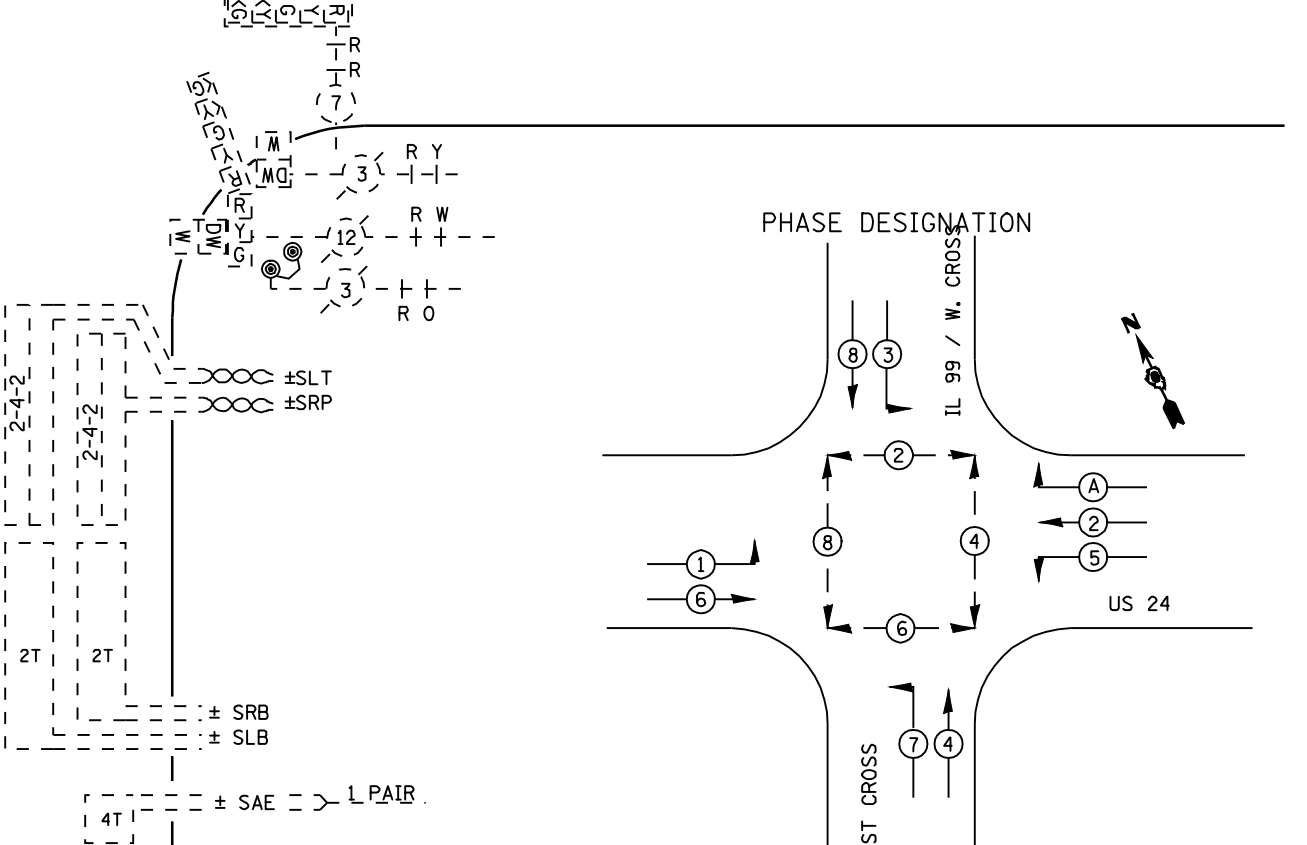 R
Y
G
<Y
<G
R
R
7
<G
<Y
G
Y
R
W
DW
3
R Y
R
Y
G
W
DW
12
R W
3
R O
2-4-2
2-4-2
±SLT
±SRP
2T
2T
± SRB
± SLB
4T
± SAE
1 PAIR
PHASE DESIGNATION
IL 99 / W. CROSS
N
8
3
2
A
2
5
8
4
1
6
6
US 24
7
4
ST CROSS